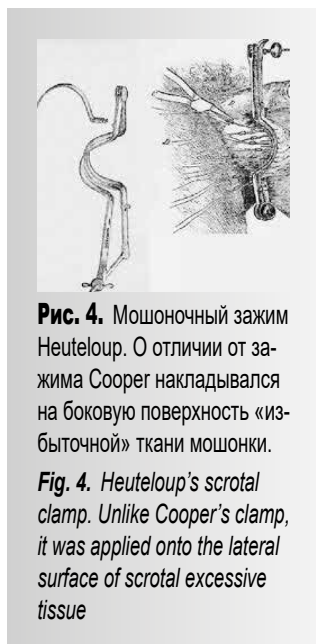 Рис. 4. Мошоночный зажим
Heuteloup. О отличии от за-
жима Cooper накладывался
на боковую поверхность «из-
быточной» ткани мошонки.
Fig. 4. Heuteloup's scrotal
clamp. Unlike Cooper's clamp,
it was applied onto the lateral
surface of scrotal excessive
tissue